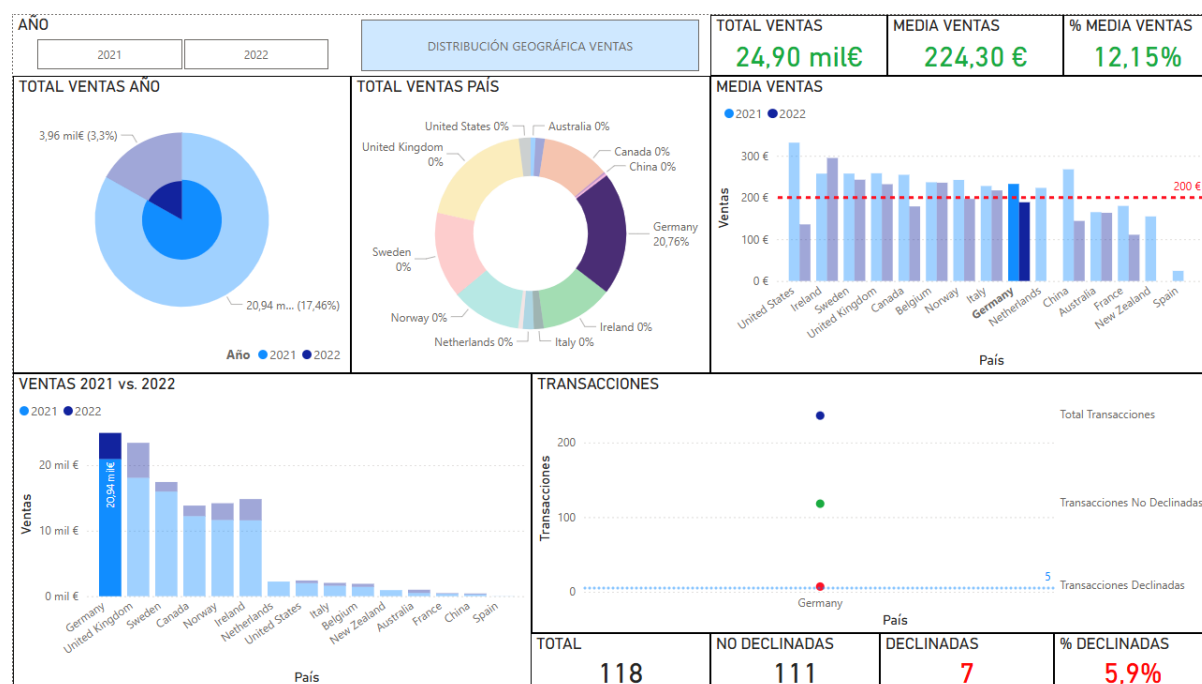 AÑO
2021
2022
DISTRIBUCIÓN GEOGRÁFICA VENTAS
TOTAL VENTAS
24,90 mil€
MEDIA VENTAS
224,30 €
% MEDIA VENTAS
12,15%
TOTAL VENTAS AÑO
3,96 mil€ (3,3%)
20,94 m... (17,46%)
Año 2021 2022
TOTAL VENTAS PAÍS
United States 0%
Australia 0%
United Kingdom
0%
Canada 0%
China 0%
Germany
20,76%
Sweden
0%
Norway 0%
Ireland 0%
Netherlands 0%
Italy 0%
MEDIA VENTAS
2021 2022
300 €
200 €
100 €
0 €
Ventas
200 €
United States
Ireland
Sweden
United Kingdom
Canada
Belgium
Norway
Italy
Germany
Netherlands
China
Australia
France
New Zealand
Spain
País
VENTAS 2021 vs. 2022
2021 2022
20 mil €
10 mil €
0 mil €
Ventas
20,94 mil€
Germany
United Kingdom
Sweden
Canada
Norway
Ireland
Netherlands
United States
Italy
Belgium
New Zealand
Australia
France
China
Spain
País
TRANSACCIONES
Transacciones
200
100
0
Total Transacciones
Transacciones No Declinadas
5
Transacciones Declinadas
Germany
País
TOTAL
118
NO DECLINADAS
111
DECLINADAS
7
% DECLINADAS
5,9%